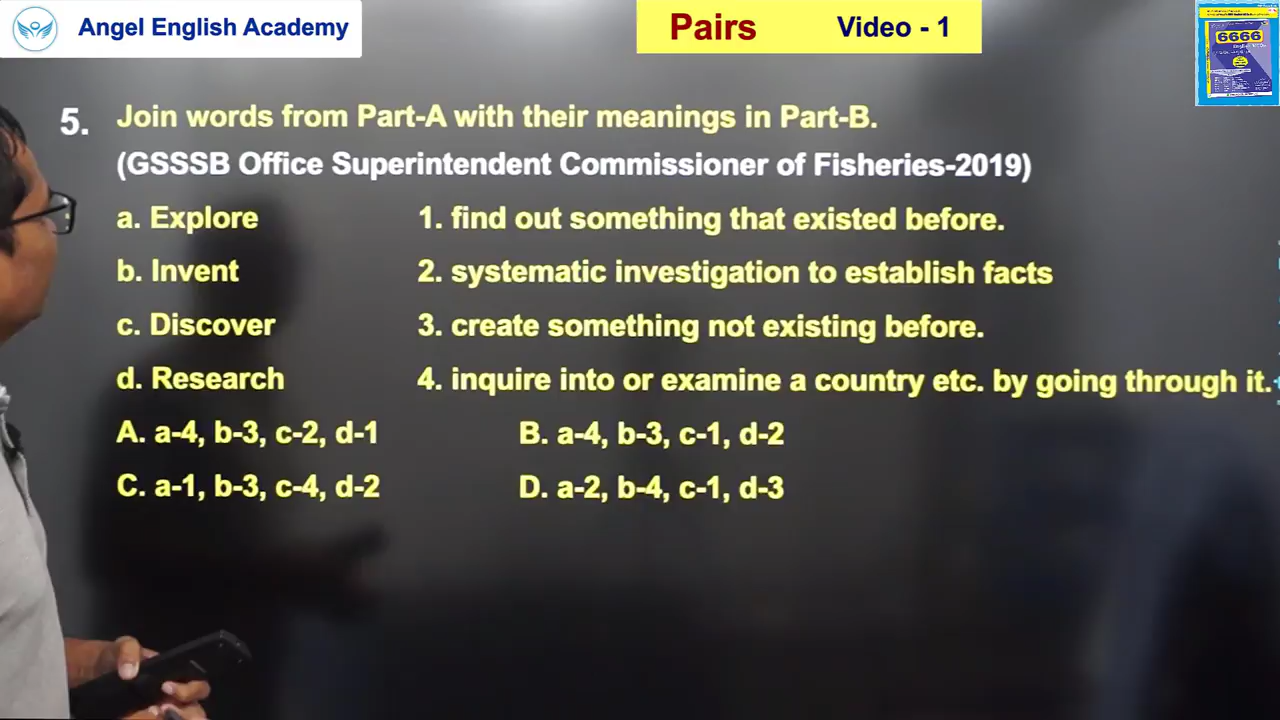 Angel English Academy
Pairs Video - 1
6666
5. Join words from Part-A with their meanings in Part-B.
(GSSSB Office Superintendent Commissioner of Fisheries-2019)
a. Explore 1. find out something that existed before.
b. Invent 2. systematic investigation to establish facts
c. Discover 3. create something not existing before.
d. Research 4. inquire into or examine a country etc. by going through it.
A. a-4, b-3, c-2, d-1 B. a-4, b-3, c-1, d-2
C. a-1, b-3, c-4, d-2 D. a-2, b-4, c-1, d-3